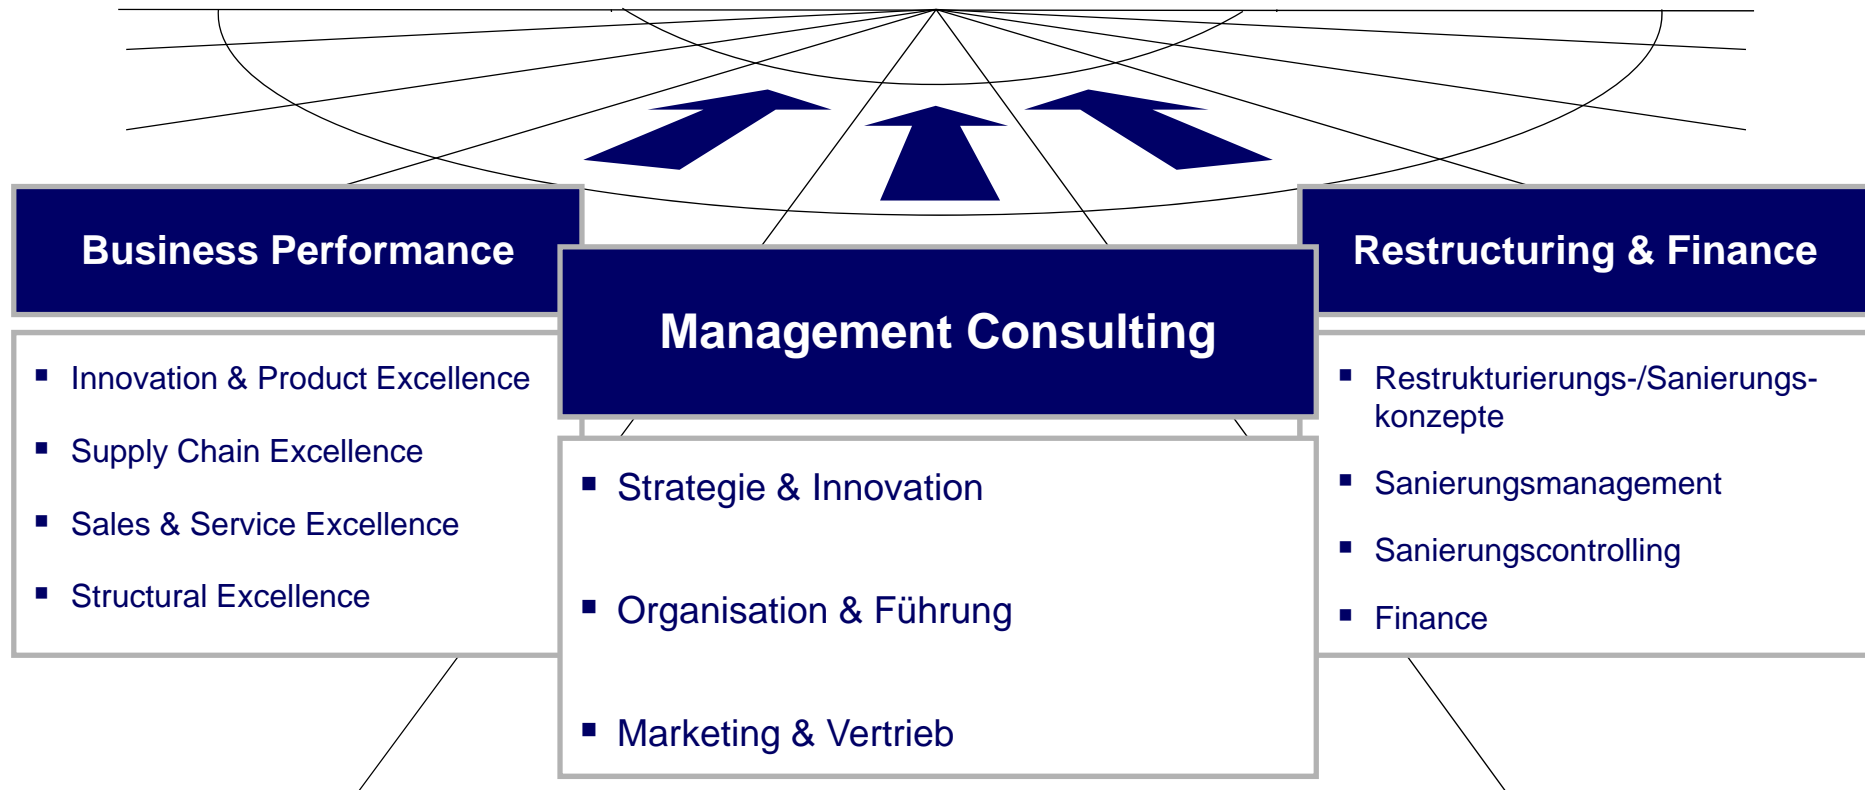 Business Performance
▪ Innovation & Product Excellence
▪ Supply Chain Excellence
▪ Sales & Service Excellence
▪ Structural Excellence
Management Consulting
▪ Strategie & Innovation
▪ Organisation & Führung
▪ Marketing & Vertrieb
Restructuring & Finance
▪ Restrukturierungs-/Sanierungs-
konzepte
▪ Sanierungsmanagement
▪ Sanierungscontrolling
▪ Finance